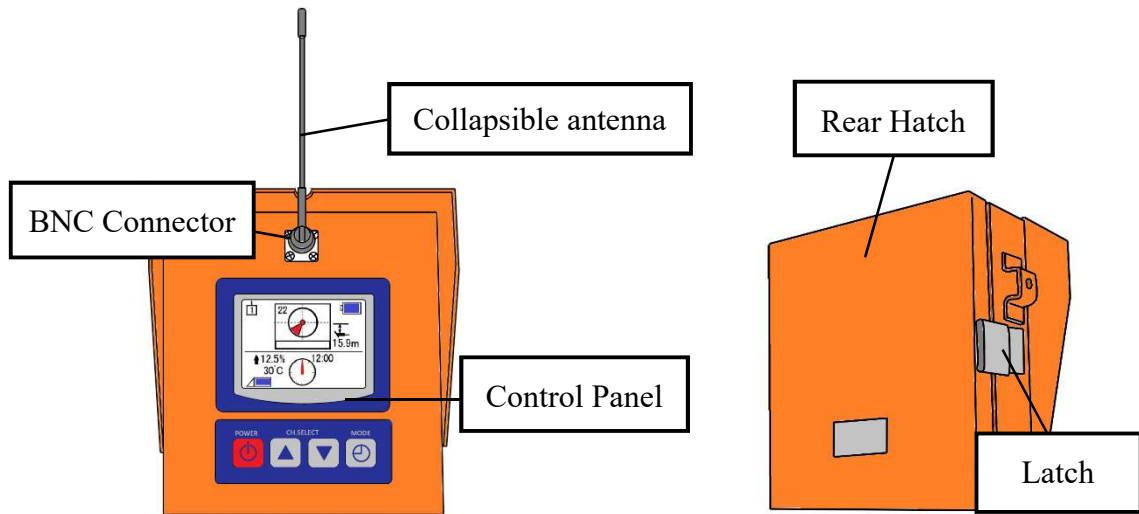 Collapsible antenna
Rear Hatch
BNC Connector
1
22
15.9m
12.5% 12:00
30°C
Control Panel
POWER CH.SELECT MODE
Latch